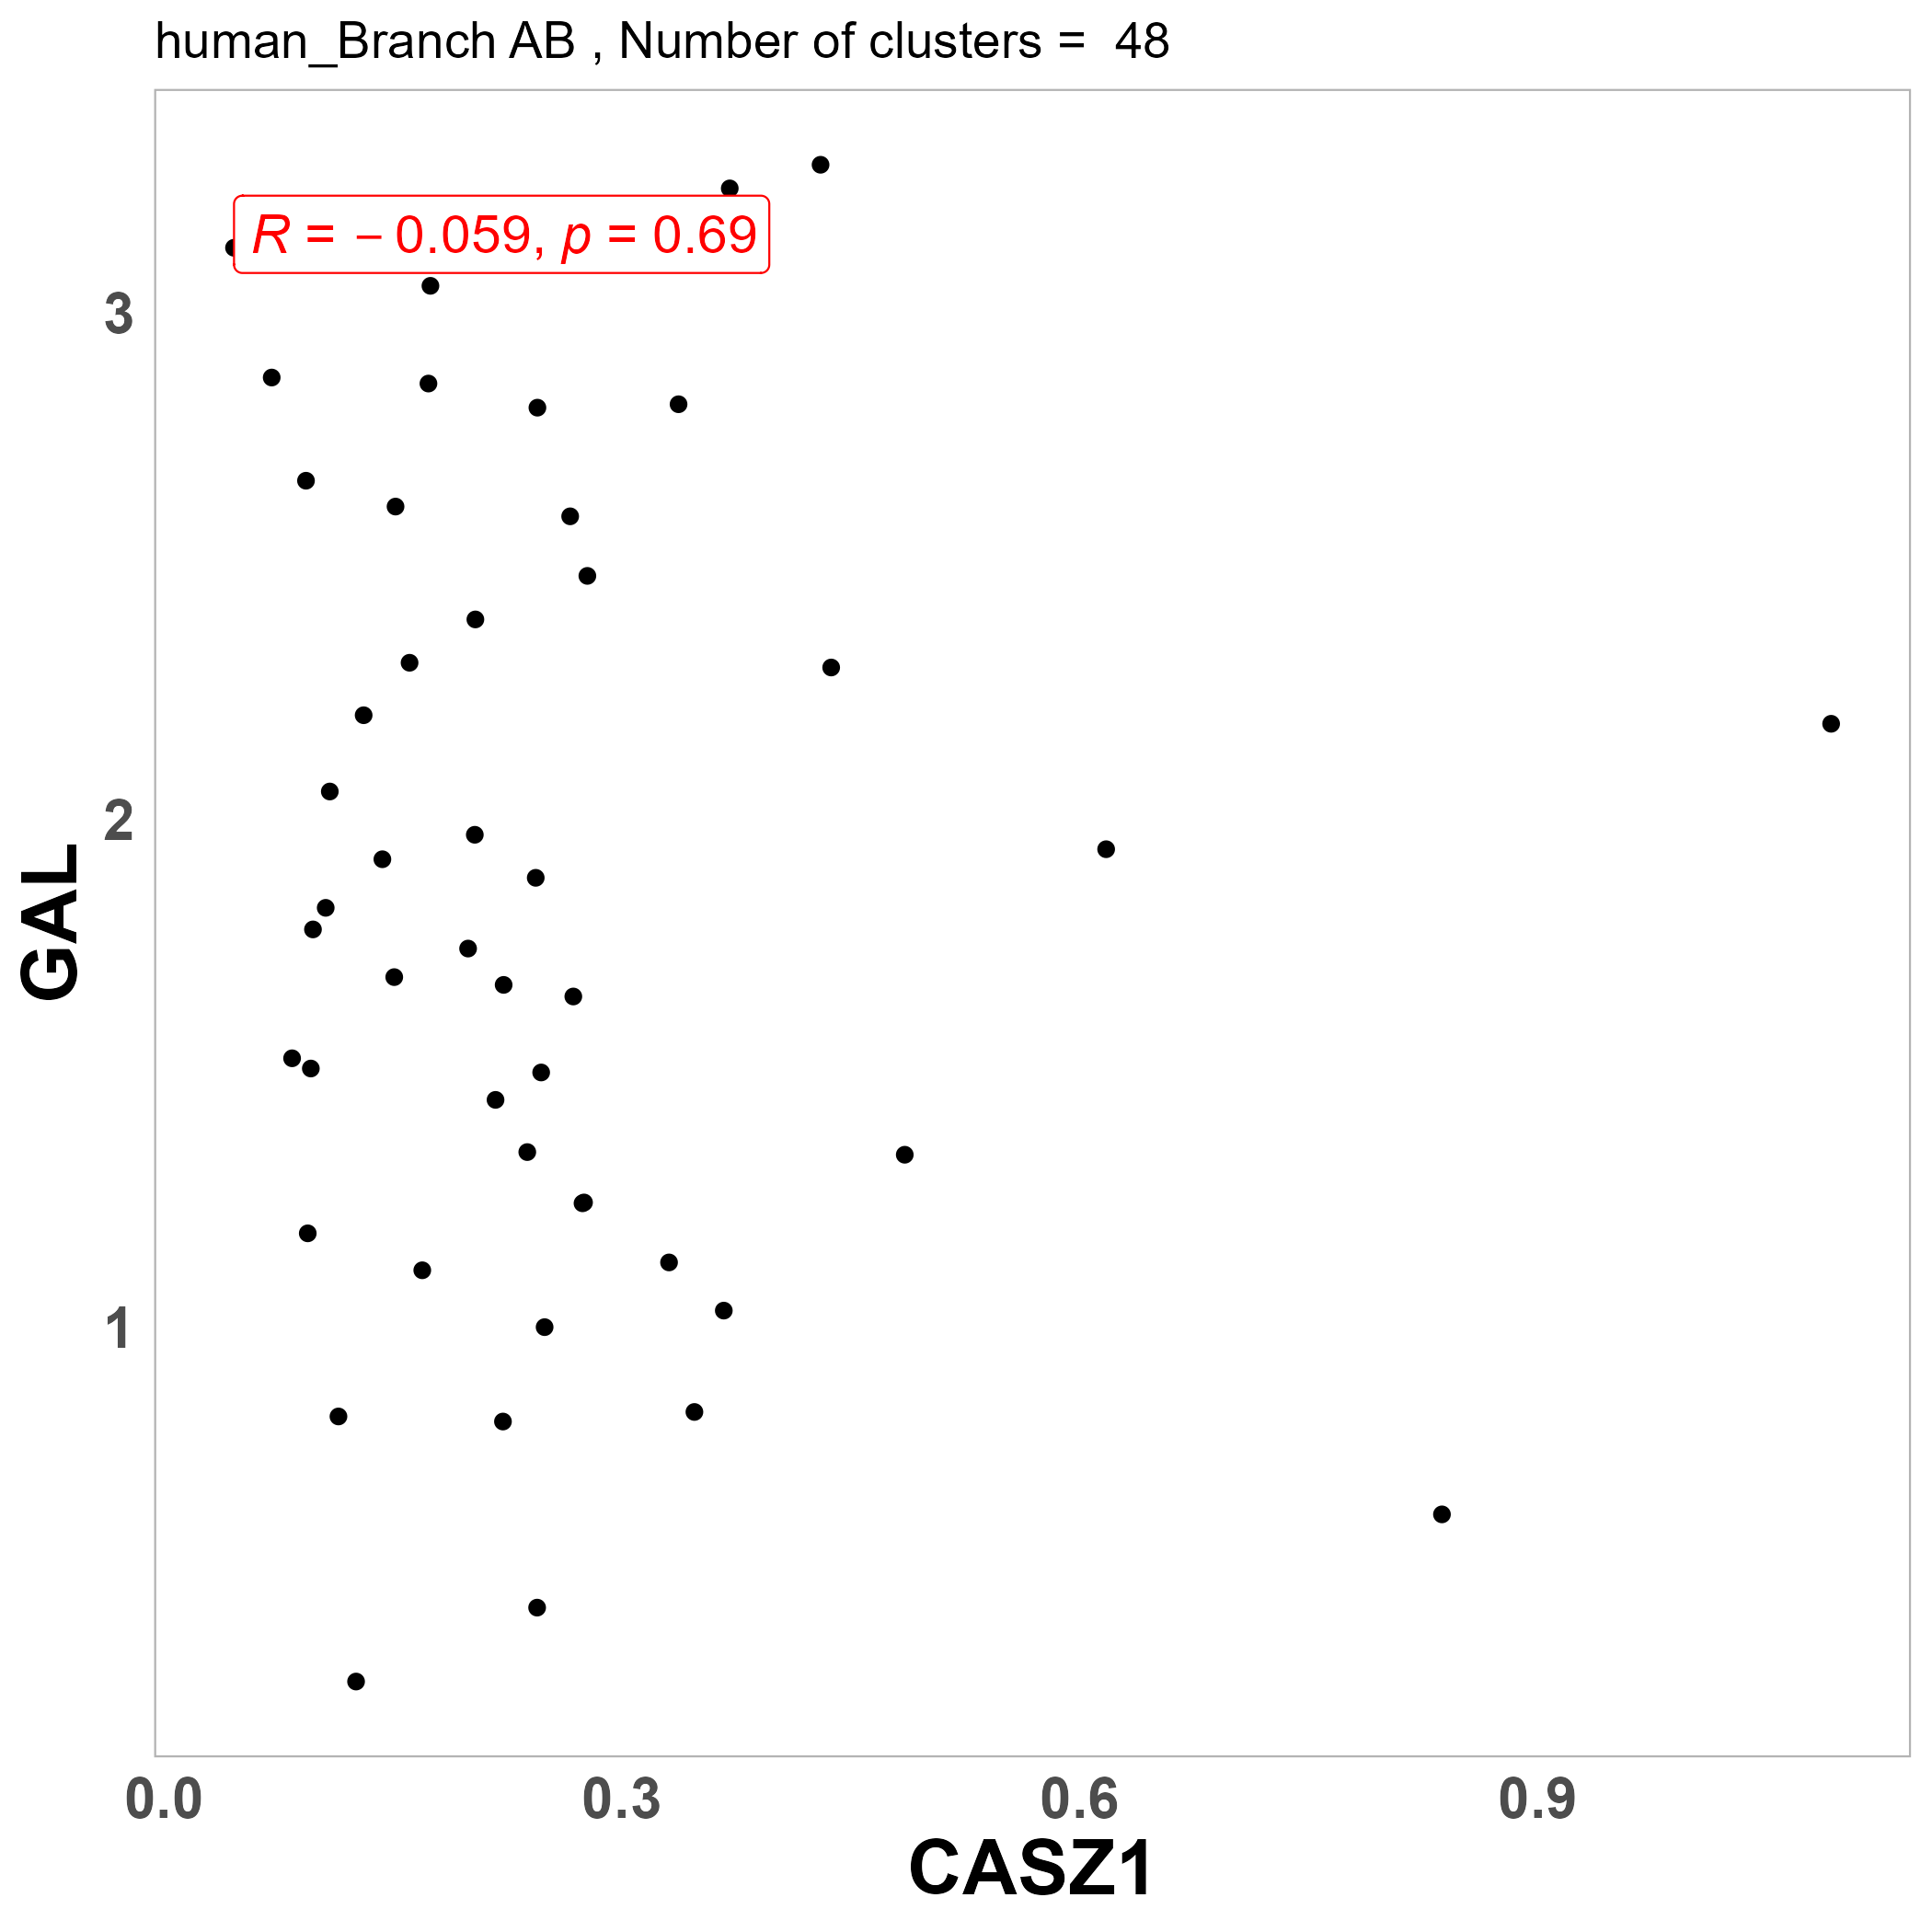 human_Branch AB , Number of clusters =  48
R = − 0.059, p = 0.69
3
2
1
GAL
0.0 0.3 0.6 0.9
CASZ1